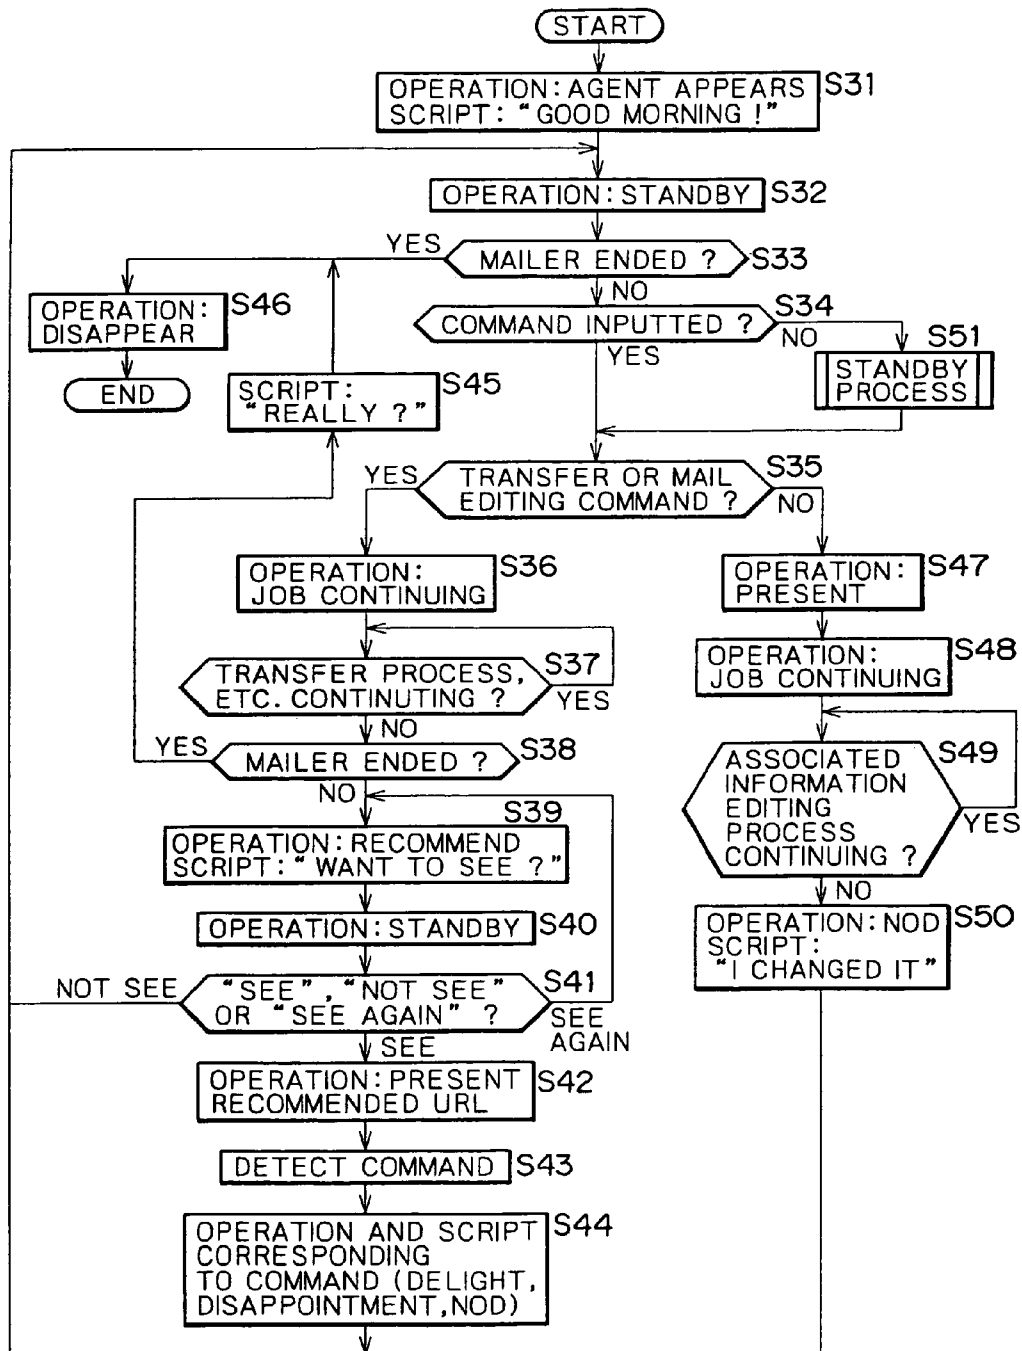 START
OPERATION: AGENT APPEARS
SCRIPT: “GOOD MORNING !”
S31
OPERATION: STANDBY
S32
YES
MAILER ENDED ?
S33
NO
OPERATION:
DISAPPEAR
S46
END
COMMAND INPUTTED ?
S34
NO
YES
S51
STANDBY
PROCESS
SCRIPT:
“REALLY ?”
S45
YES
TRANSFER OR MAIL
EDITING COMMAND ?
S35
NO
OPERATION:
JOB CONTINUING
S36
OPERATION:
PRESENT
S47
TRANSFER PROCESS,
ETC. CONTINUTING ?
S37
YES
NO
OPERATION:
JOB CONTINUING
S48
YES
MAILER ENDED ?
S38
NO
ASSOCIATED
INFORMATION
EDITING
PROCESS
CONTINUING ?
S49
YES
NO
S39
OPERATION: RECOMMEND
SCRIPT: “WANT TO SEE ?”
OPERATION: STANDBY
S40
OPERATION: NOD
SCRIPT:
“I CHANGED IT”
S50
NOT SEE
“SEE”, “NOT SEE”
OR “SEE AGAIN” ?
S41
SEE
AGAIN
SEE
OPERATION: PRESENT
RECOMMENDED URL
S42
DETECT COMMAND
S43
OPERATION AND SCRIPT
CORRESPONDING
TO COMMAND (DELIGHT,
DISAPPOINTMENT, NOD)
S44